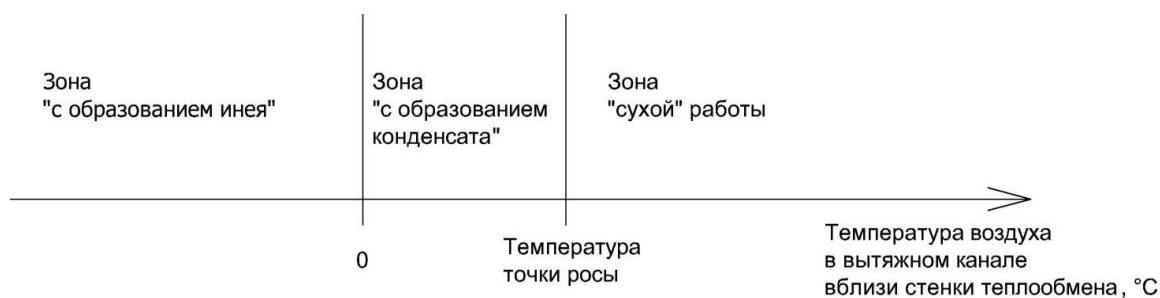 Зона
"с образованием инея"
Зона
"с образованием
конденсата"
Зона
"сухой" работы
0
Температура
точки росы
Температура воздуха
в вытяжном канале
вблизи стенки теплообмена, °С